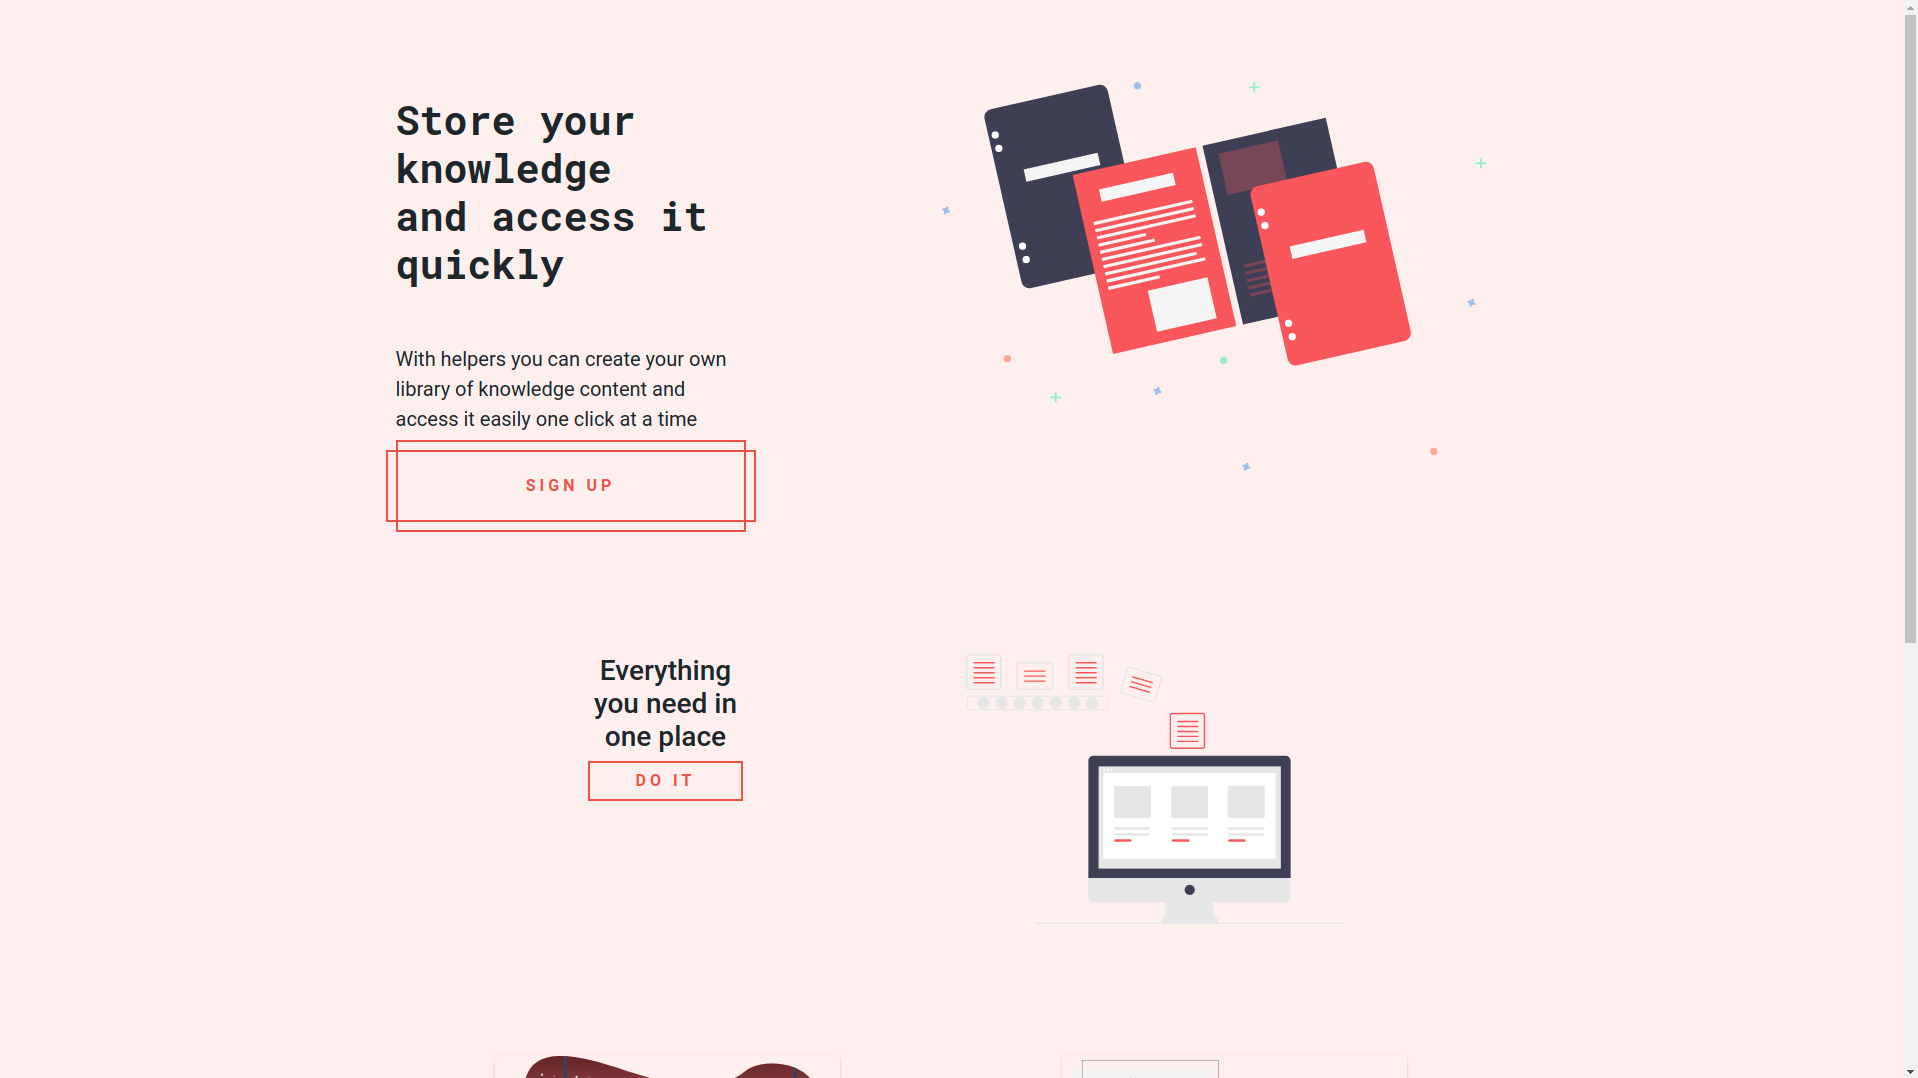 Store your
knowledge
and access it
quickly
With helpers you can create your own
library of knowledge content and
access it easily one click at a time
SIGN UP
Everything
you need in
one place
DO IT